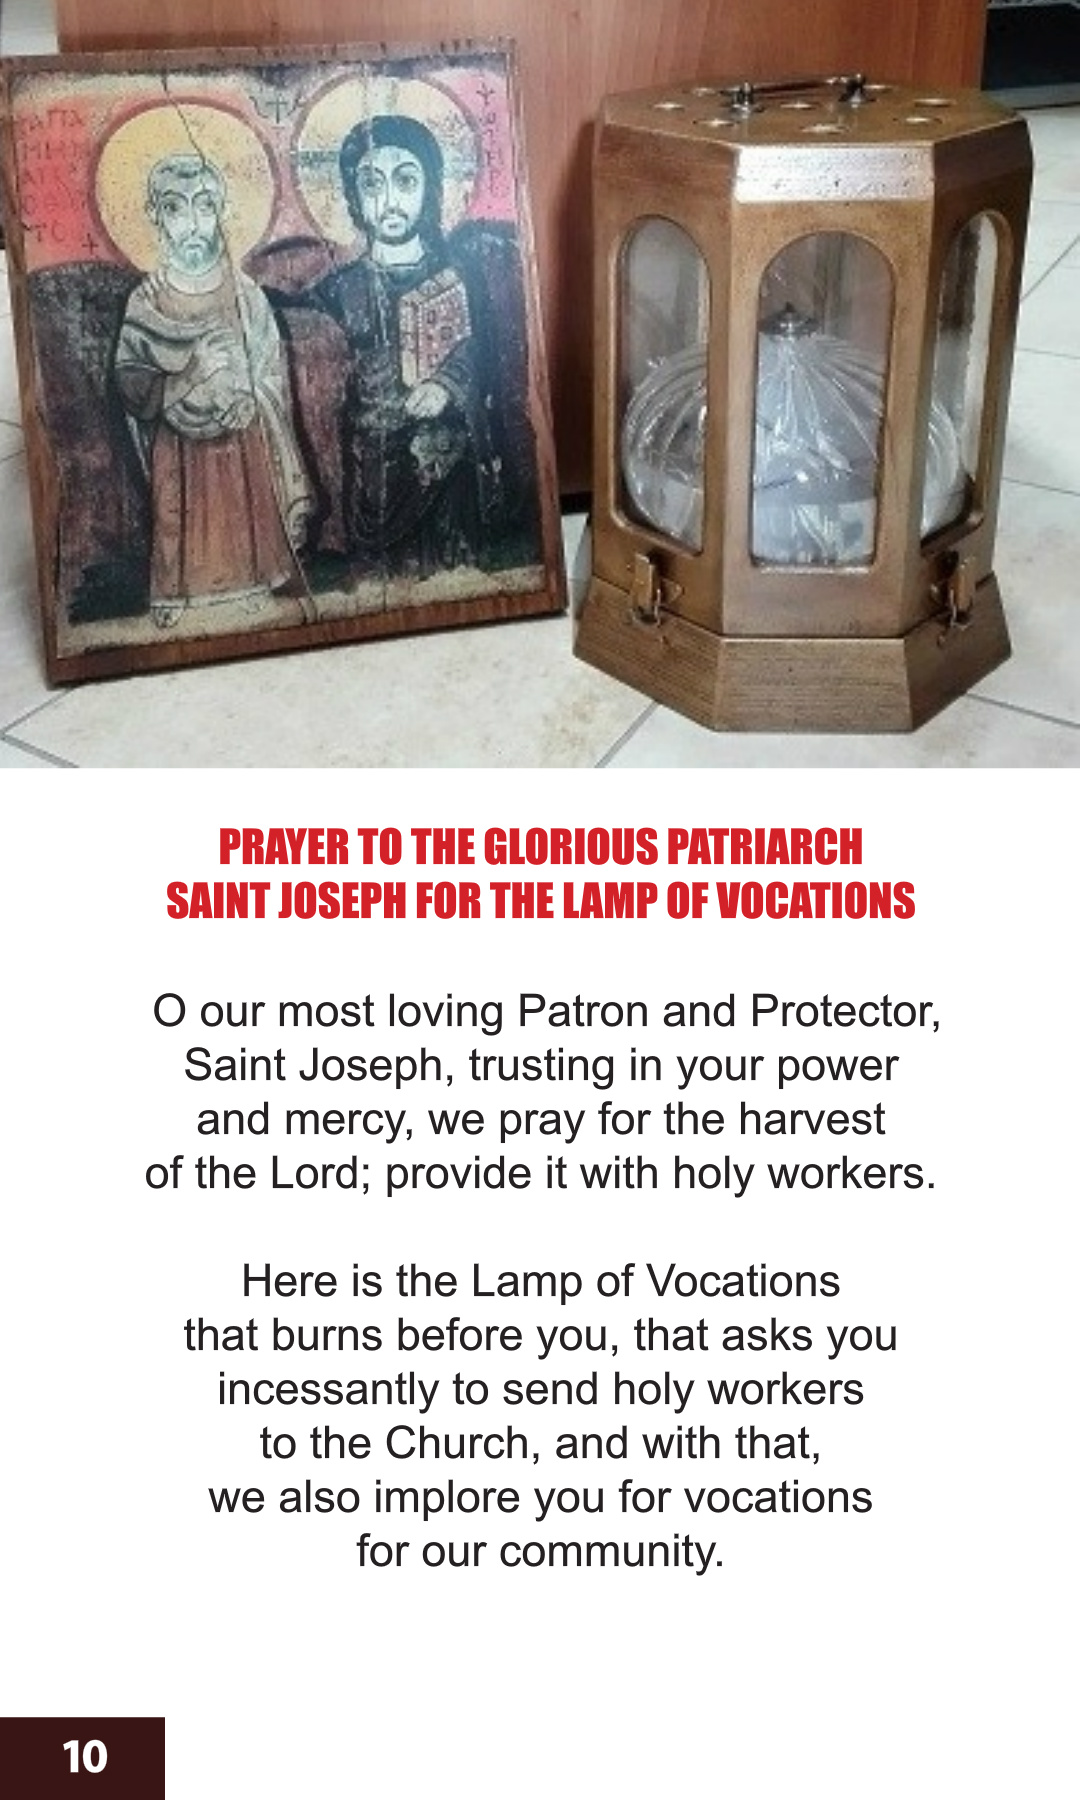 PRAYER TO THE GLORIOUS PATRIARCH
SAINT JOSEPH FOR THE LAMP OF VOCATIONS
O our most loving Patron and Protector,
Saint Joseph, trusting in your power
and mercy, we pray for the harvest
of the Lord; provide it with holy workers.
Here is the Lamp of Vocations
that burns before you, that asks you
incessantly to send holy workers
to the Church, and with that,
we also implore you for vocations
for our community.
10